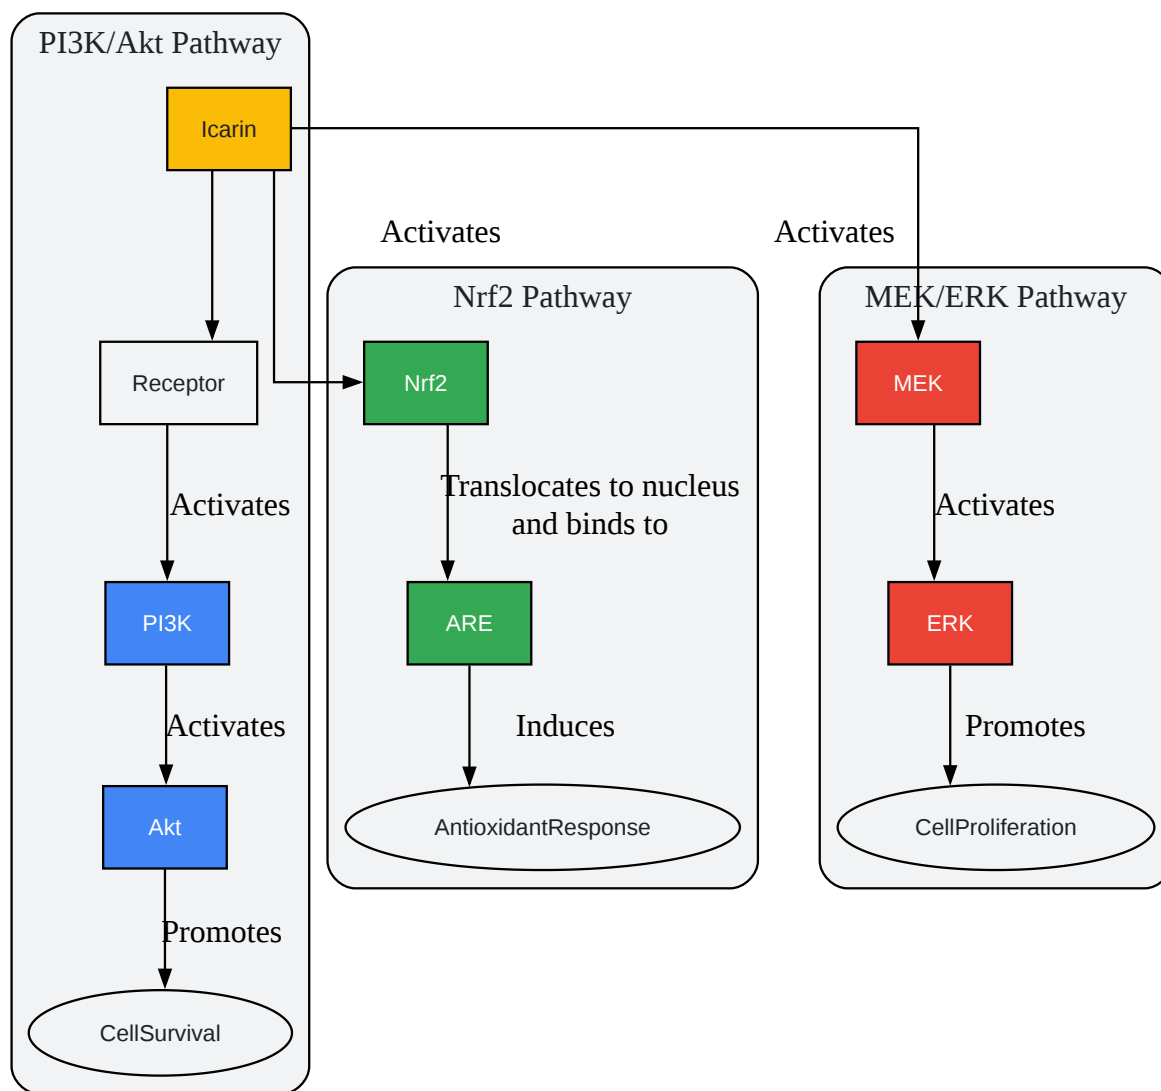 PI3K/Akt Pathway
Icarin
Activates
Activates
Nrf2 Pathway
MEK/ERK Pathway
Receptor
Nrf2
MEK
Activates
Translocates to nucleus
and binds to
Activates
PI3K
ARE
ERK
Activates
Induces
Promotes
Akt
AntioxidantResponse
CellProliferation
Promotes
CellSurvival